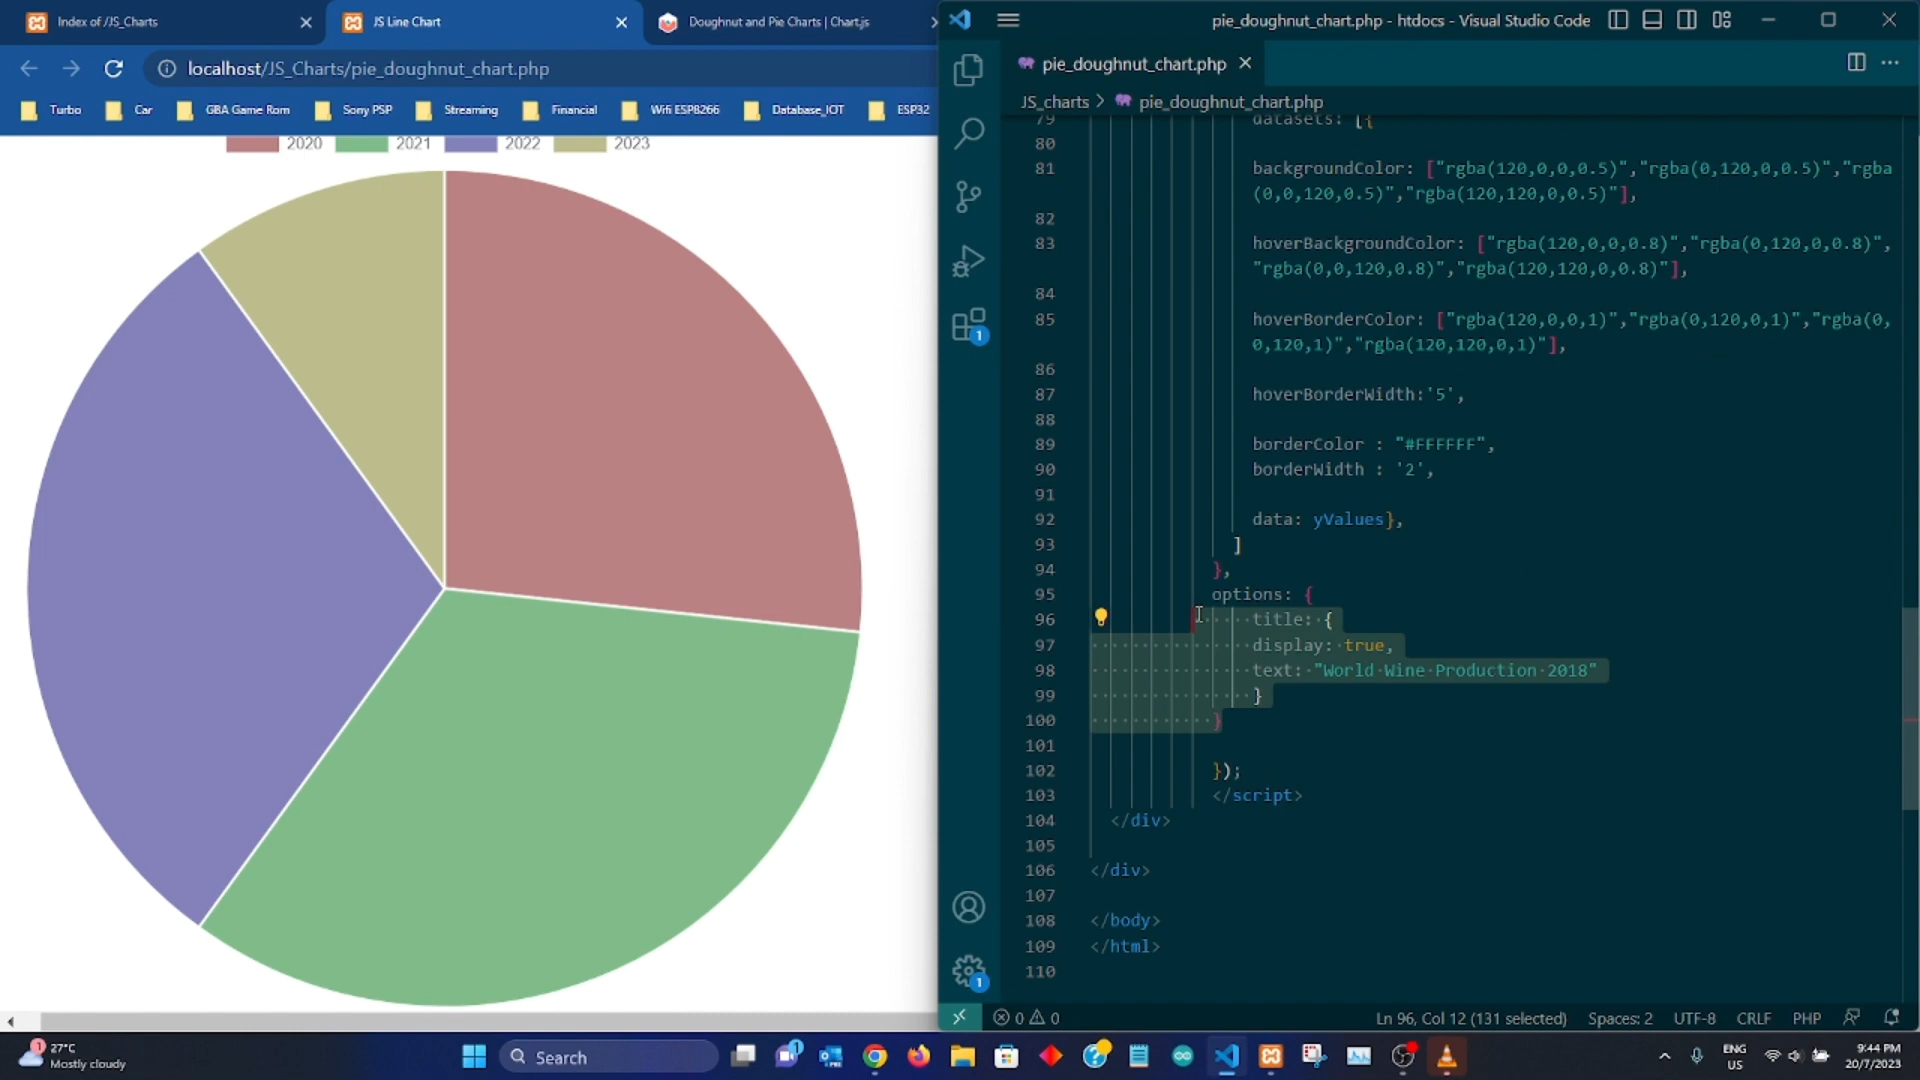 Index of /JS_Charts
JS Line Chart
Doughnut and Pie Charts | Chart.js
localhost/JS_Charts/pie_doughnut_chart.php
Turbo
Car
GBA Game Rom
Sony PSP
Streaming
Financial
Wifi ESP8266
Database_IOT
ESP32
2020
2021
2022
2023
pie_doughnut_chart.php - htdocs - Visual Studio Code
pie_doughnut_chart.php
JS_charts > pie_doughnut_chart.php
79 datasets: [{
80
81 backgroundColor: ["rgba(120,0,0,0.5)","rgba(0,120,0,0.5)","rgba
(0,0,120,0.5)","rgba(120,120,0,0.5)"],
82
83 hoverBackgroundColor: ["rgba(120,0,0,0.8)","rgba(0,120,0,0.8)",
"rgba(0,0,120,0.8)","rgba(120,120,0,0.8)"],
84
85 hoverBorderColor: ["rgba(120,0,0,1)","rgba(0,120,0,1)","rgba(0,
0,120,1)","rgba(120,120,0,1)"],
86
87 hoverBorderWidth:'5',
88
89 borderColor : "#FFFFFF",
90 borderWidth : '2',
91
92 data: yValues},
93 ]
94 },
95 options: {
96 title: {
97 display: true,
98 text: "World Wine Production 2018"
99 }
100 }
101
102 });
103 </script>
104 </div>
105
106 </div>
107
108 </body>
109 </html>
110
1
1
0 0
Ln 96, Col 12 (131 selected)
Spaces: 2
UTF-8
CRLF
PHP
1
27°C
Mostly cloudy
Search
1
ENG
US
9:44 PM
20/7/2023